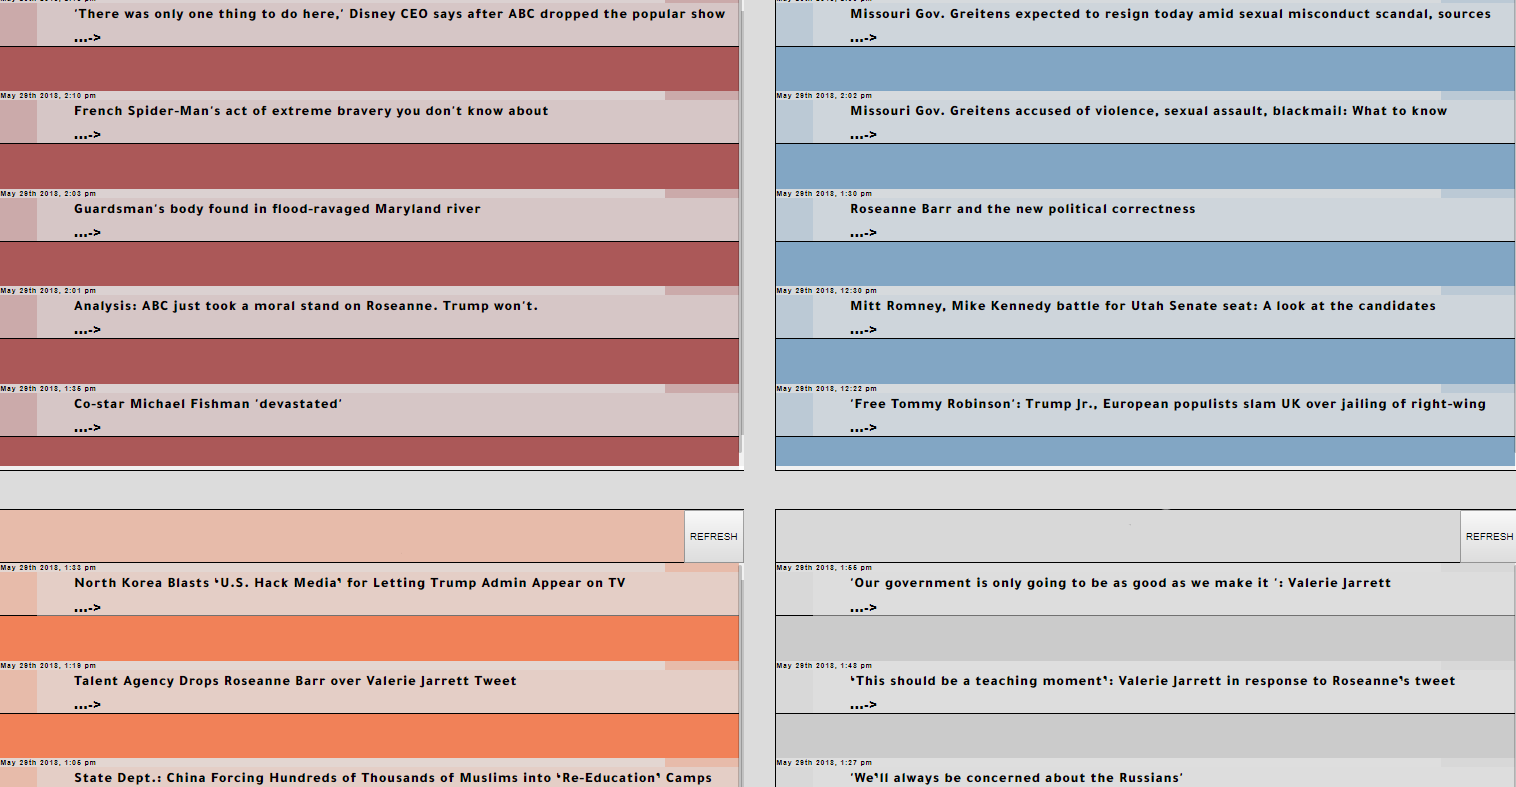 'There was only one thing to do here,' Disney CEO says after ABC dropped the popular show
...->
May 29th 2018, 2:10 pm
French Spider-Man's act of extreme bravery you don't know about
...->
May 29th 2018, 2:03 pm
Guardsman's body found in flood-ravaged Maryland river
...->
May 29th 2018, 2:01 pm
Analysis: ABC just took a moral stand on Roseanne. Trump won't.
...->
May 29th 2018, 1:35 pm
Co-star Michael Fishman 'devastated'
...->
Missouri Gov. Greitens expected to resign today amid sexual misconduct scandal, sources
...->
May 29th 2018, 2:02 pm
Missouri Gov. Greitens accused of violence, sexual assault, blackmail: What to know
...->
May 29th 2018, 1:30 pm
Roseanne Barr and the new political correctness
...->
May 29th 2018, 12:30 pm
Mitt Romney, Mike Kennedy battle for Utah Senate seat: A look at the candidates
...->
May 29th 2018, 12:22 pm
'Free Tommy Robinson': Trump Jr., European populists slam UK over jailing of right-wing
...->
REFRESH
May 29th 2018, 1:33 pm
North Korea Blasts ‛U.S. Hack Media’ for Letting Trump Admin Appear on TV
...->
May 29th 2018, 1:19 pm
Talent Agency Drops Roseanne Barr over Valerie Jarrett Tweet
...->
May 29th 2018, 1:05 pm
State Dept.: China Forcing Hundreds of Thousands of Muslims into ‛Re-Education’ Camps
REFRESH
May 29th 2018, 1:55 pm
'Our government is only going to be as good as we make it ': Valerie Jarrett
...->
May 29th 2018, 1:43 pm
‛This should be a teaching moment’: Valerie Jarrett in response to Roseanne’s tweet
...->
May 29th 2018, 1:27 pm
'We’ll always be concerned about the Russians'